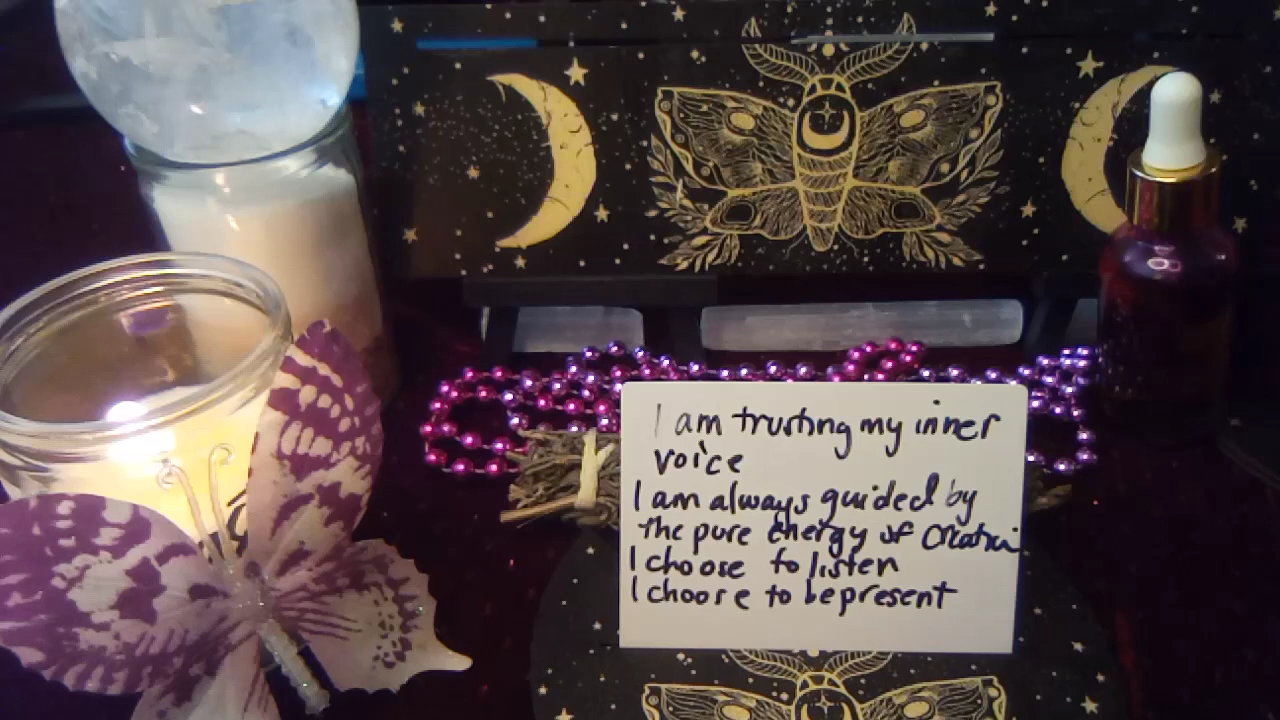 I am trusting my inner
voice
I am always guided by
the pure energy of Creation
I choose to listen
I choose to be present